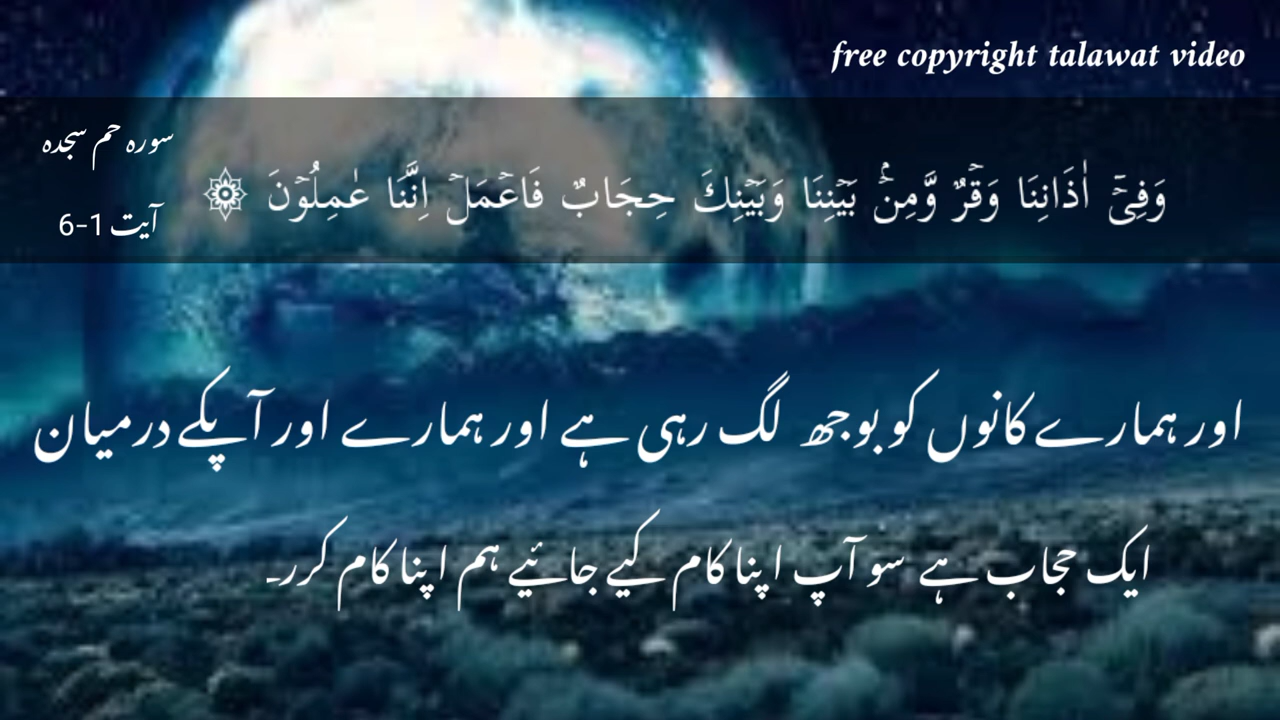 free copyright talawat video
سورہ حم سجدہ
وَفِىۡۤ اٰذَانِنَا وَقۡرٌ وَّمِنۡۢ بَيۡنِنَا وَبَيۡنِكَ حِجَابٌ فَاعۡمَلۡ اِنَّنَا عٰمِلُوۡنَ
آیت 1-6
اور ہمارے کانوں کو بوجھ لگ رہی ہے اور ہمارے اور آپکے درمیان
ایک حجاب ہے سو آپ اپنا کام کیے جائیے ہم اپنا کام کرر۔